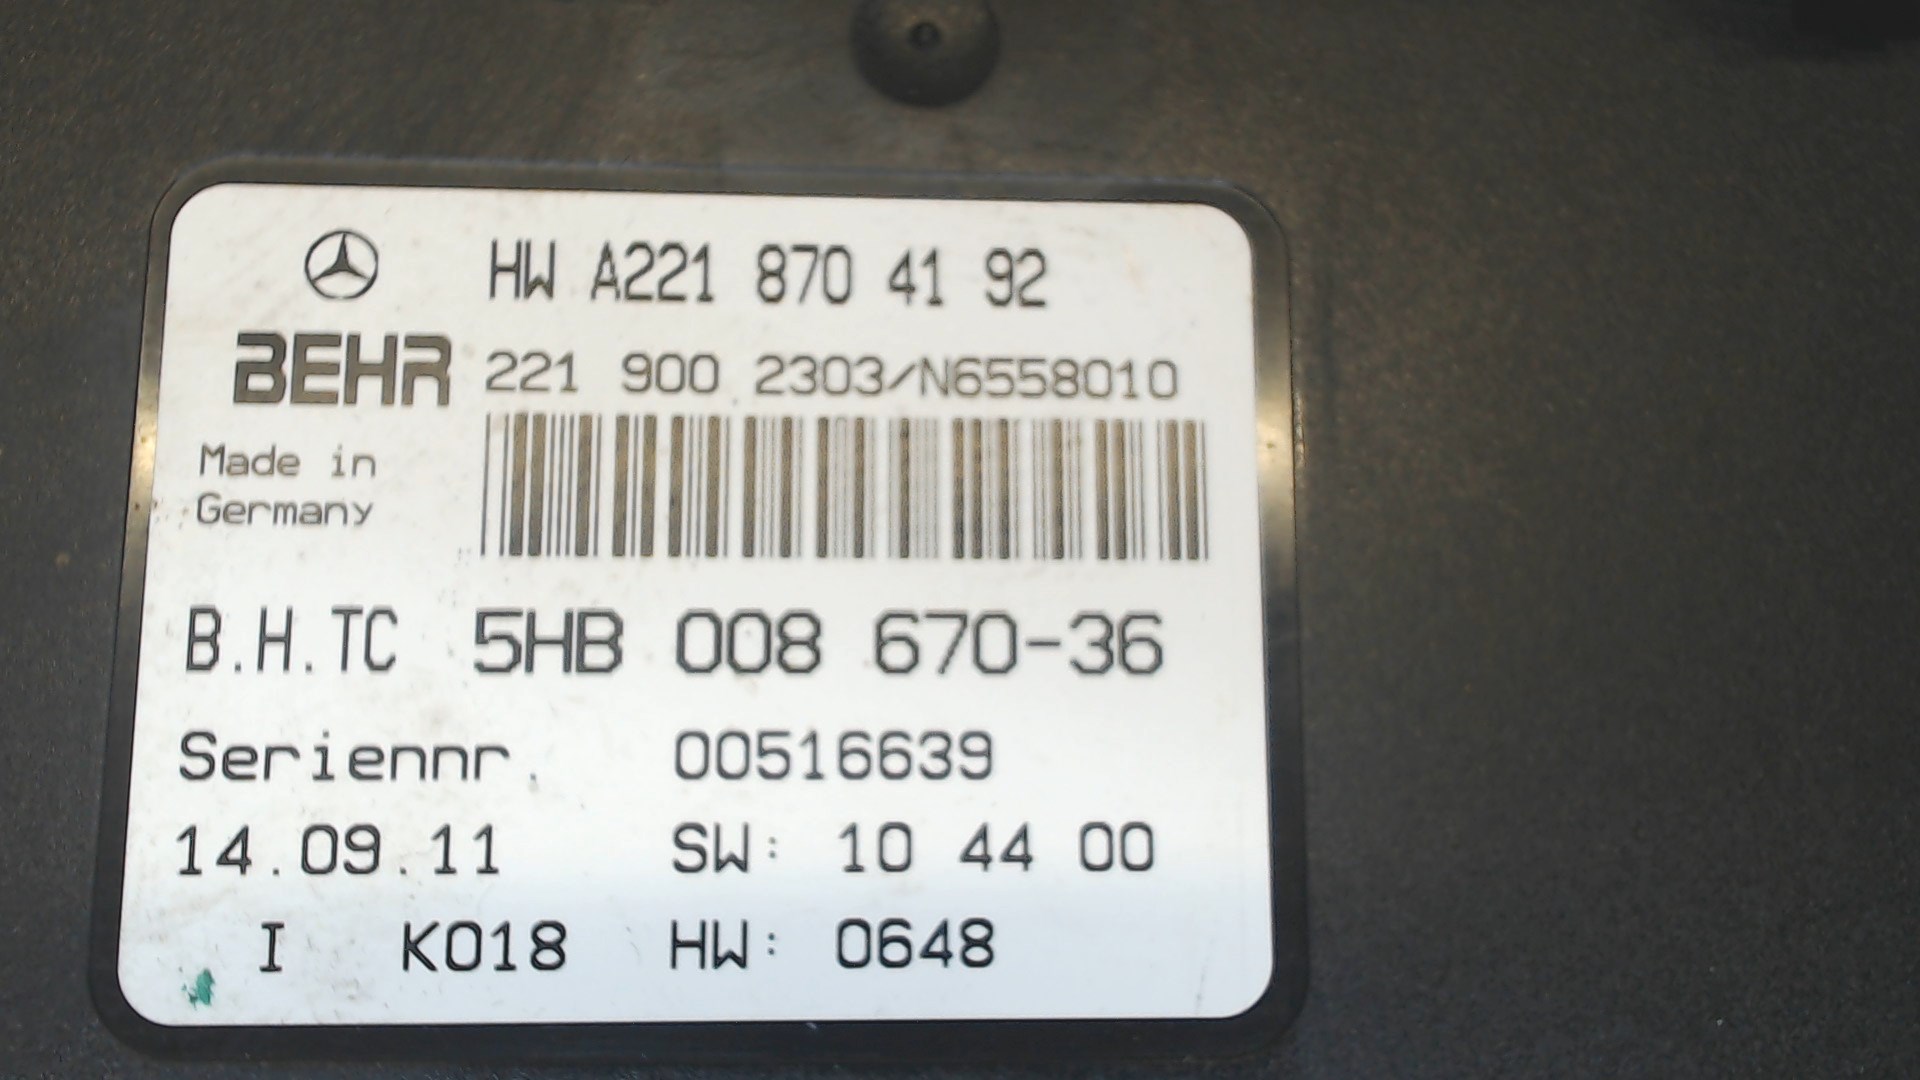 HW A221 870 41 92
BEHR 221 900 2303/N6558010
Made in
Germany
B.H.TC 5HB 008 670-36
Seriennr. 00516639
14.09.11 SW: 10 44 00
I K018 HW: 0648